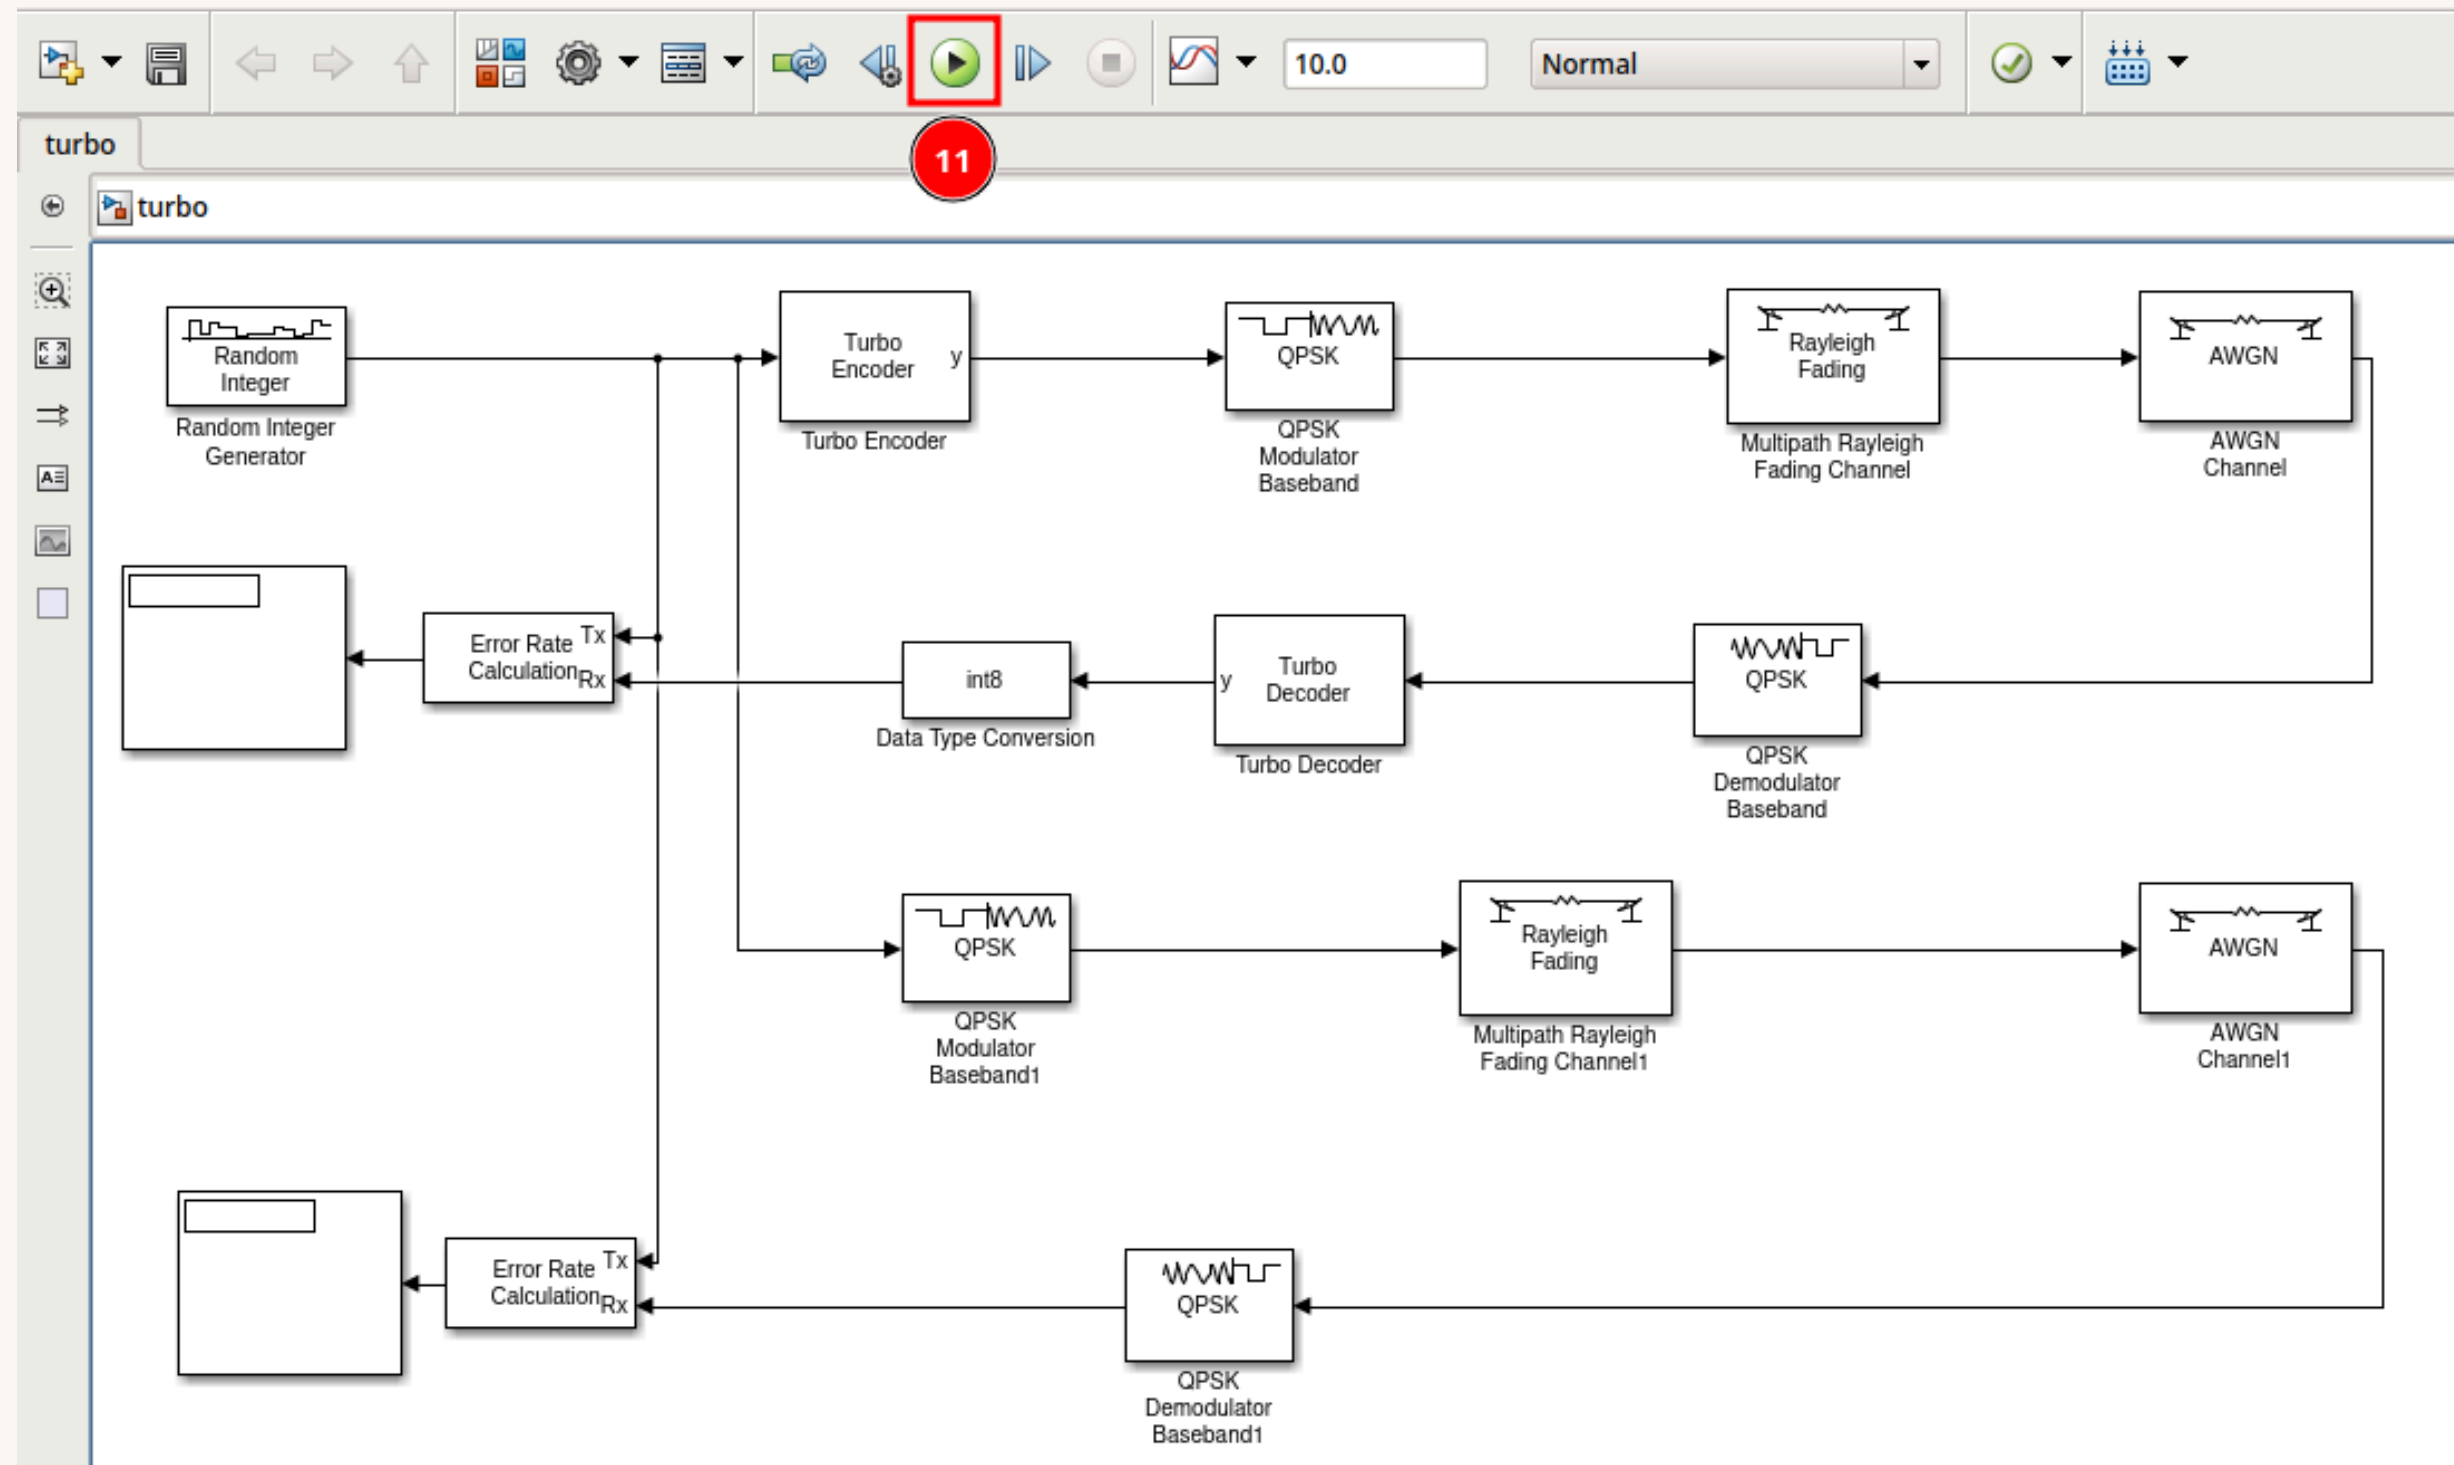 10.0
Normal
turbo
11
turbo
Random
Integer
Random Integer
Generator
Turbo
Encoder
y
Turbo Encoder
QPSK
QPSK
Modulator
Baseband
Rayleigh
Fading
Multipath Rayleigh
Fading Channel
AWGN
AWGN
Channel
Error Rate
Calculation
Tx
Rx
int8
Data Type Conversion
y
Turbo
Decoder
Turbo Decoder
QPSK
QPSK
Demodulator
Baseband
QPSK
QPSK
Modulator
Baseband1
Rayleigh
Fading
Multipath Rayleigh
Fading Channel1
AWGN
AWGN
Channel1
Error Rate
Calculation
Tx
Rx
QPSK
QPSK
Demodulator
Baseband1